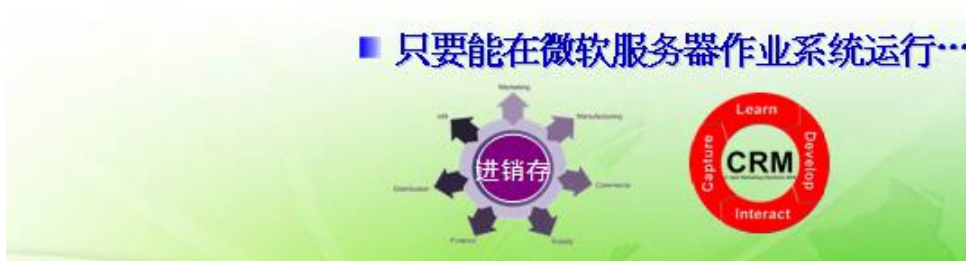 只要能在微软服务器作业系统运行…
Marketing
Manufacturing
Commerce
Supply
Finance
Distribution
进销存
Learn
Develop
Interact
Capture
CRM